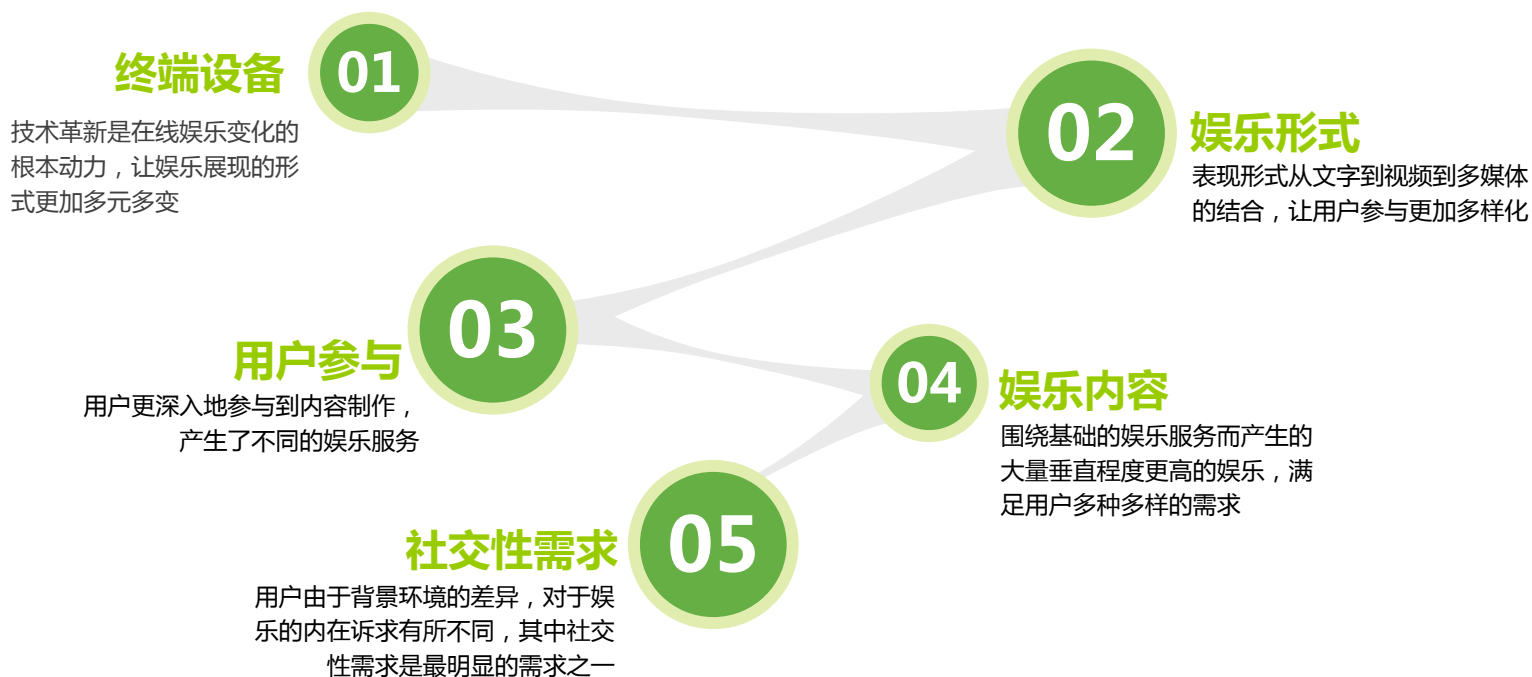 01
终端设备
技术革新是在线娱乐变化的
根本动力，让娱乐展现的形
式更加多元多变
02
娱乐形式
表现形式从文字到视频到多媒体
的结合，让用户参与更加多样化
03
用户参与
用户更深入地参与到内容制作，
产生了不同的娱乐服务
04
娱乐内容
围绕基础的娱乐服务而产生的
大量垂直程度更高的娱乐，满
足用户多种多样的需求
05
社交性需求
用户由于背景环境的差异，对于娱
乐的内在诉求有所不同，其中社交
性需求是最明显的需求之一